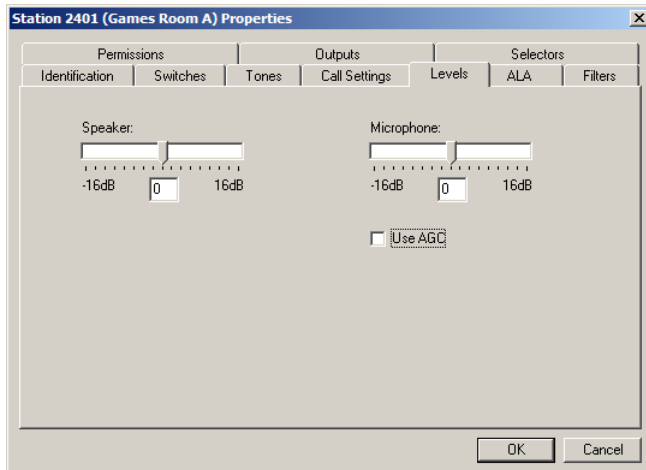 Station 2401 (Games Room A) Properties
Permissions Outputs Selectors
Identification Switches Tones Call Settings Levels ALA Filters
Speaker: Microphone:
-16dB 0 16dB -16dB 0 16dB
Use AGC
OK Cancel